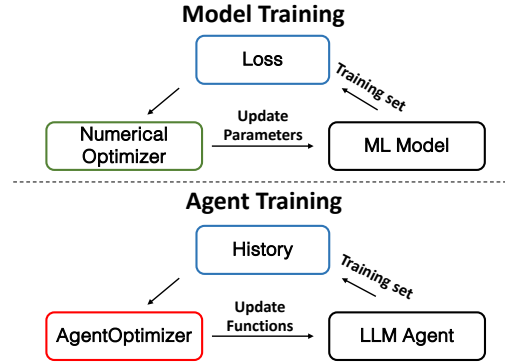 Model Training
Loss
Training set
Update
Parameters
Numerical
Optimizer
ML Model
Agent Training
History
Training set
Update
Functions
AgentOptimizer
LLM Agent